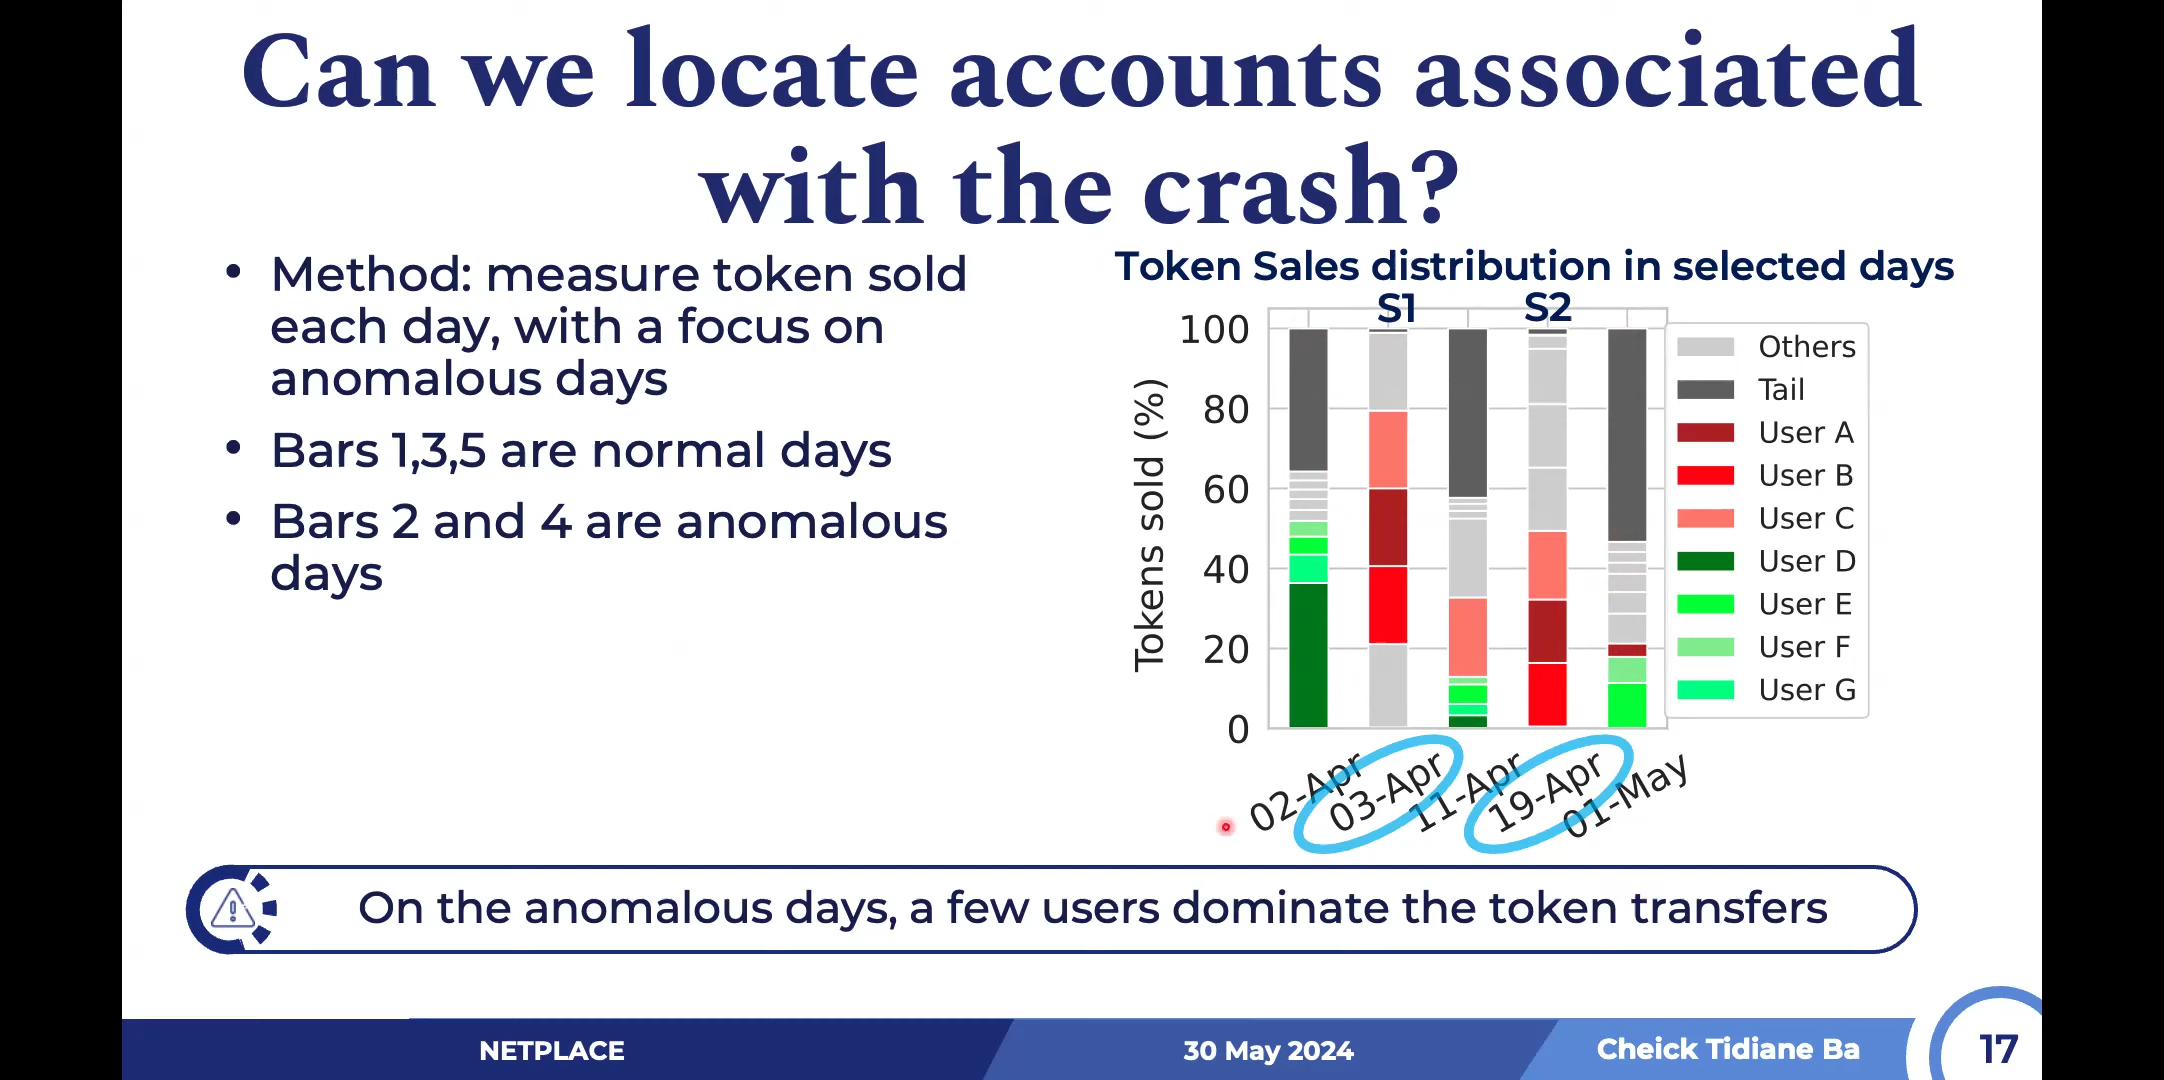 Can we locate accounts associated
with the crash?
• Method: measure token sold
each day, with a focus on
anomalous days
• Bars 1,3,5 are normal days
• Bars 2 and 4 are anomalous
days
Token Sales distribution in selected days
S1 S2
Tokens sold (%)
100
80
60
40
20
0
02-Apr
03-Apr
11-Apr
19-Apr
01-May
Others
Tail
User A
User B
User C
User D
User E
User F
User G
On the anomalous days, a few users dominate the token transfers
NETPLACE
30 May 2024
Cheick Tidiane Ba
17